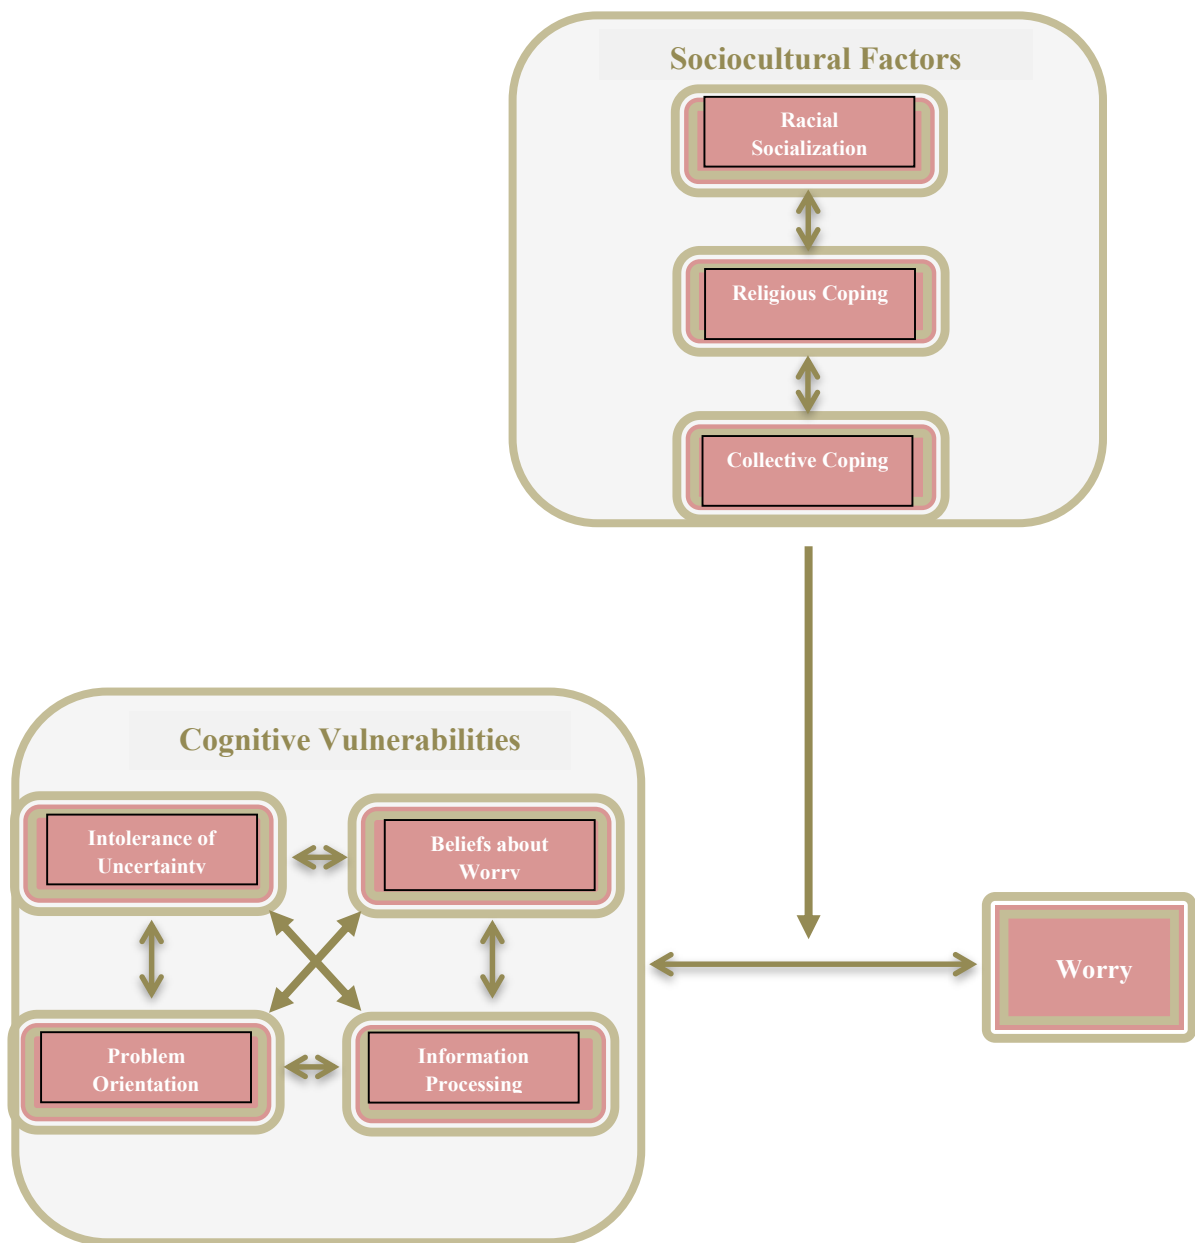 Sociocultural Factors
Racial
Socialization
Religious Coping
Collective Coping
Cognitive Vulnerabilities
Intolerance of
Uncertainty
Beliefs about
Worry
Problem
Orientation
Information
Processing
Worry